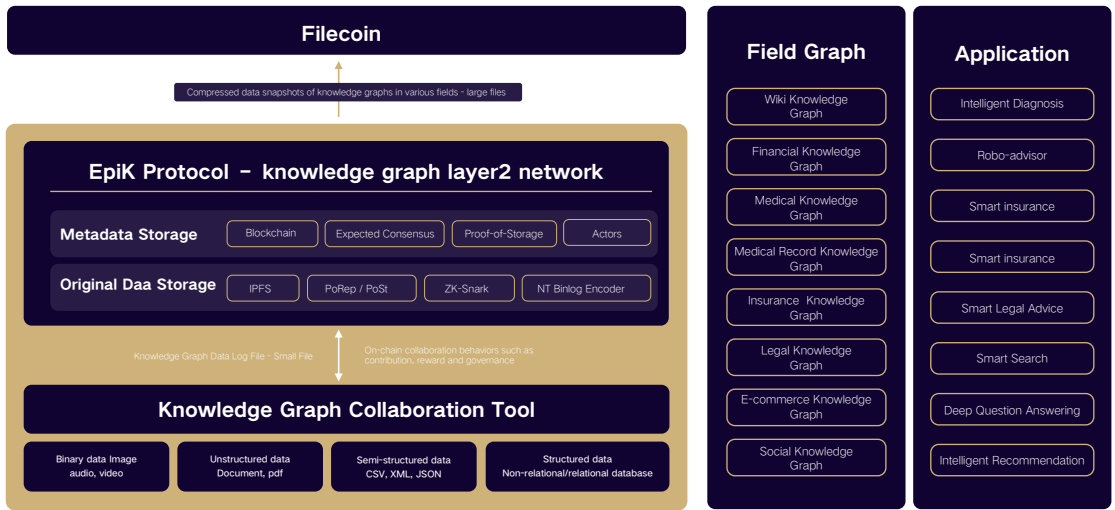 Filecoin
Compressed data snapshots of knowledge graphs in various fields - large files
EpiK Protocol - knowledge graph layer2 network
Metadata Storage
Blockchain
Expected Consensus
Proof-of-Storage
Actors
Original Daa Storage
IPFS
PoRep / PoSt
ZK-Snark
NT Binlog Encoder
Knowledge Graph Data Log File - Small File
On-chain collaboration behaviors such as
contribution, reward and governance
Knowledge Graph Collaboration Tool
Binary data Image
audio, video
Unstructured data
Document, pdf
Semi-structured data
CSV, XML, JSON
Structured data
Non-relational/relational database
Field Graph
Wiki Knowledge
Graph
Financial Knowledge
Graph
Medical Knowledge
Graph
Medical Record Knowledge
Graph
Insurance Knowledge
Graph
Legal Knowledge
Graph
E-commerce Knowledge
Graph
Social Knowledge
Graph
Application
Intelligent Diagnosis
Robo-advisor
Smart insurance
Smart insurance
Smart Legal Advice
Smart Search
Deep Question Answering
Intelligent Recommendation